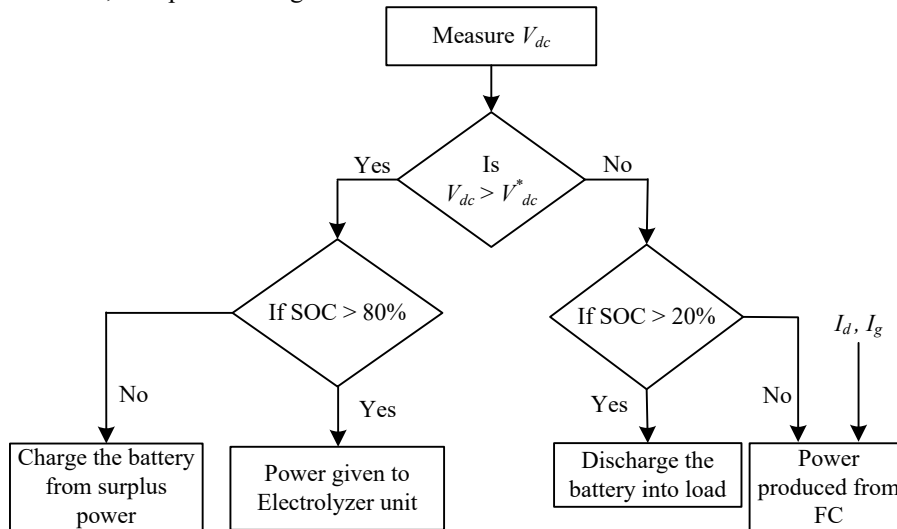 Measure V_dc
Yes
Is
No
V_dc > V*_dc
If SOC > 80%
If SOC > 20%
I_d, I_g
No
Yes
Yes
No
Charge the battery
from surplus
power
Power given to
Electrolyzer unit
Discharge the
battery into load
Power
produced from
FC